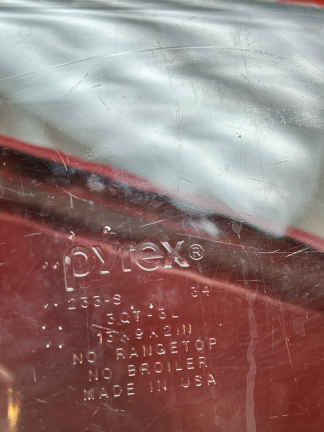 pyrex®
233-S 34
3QT-3L
13x9x2IN
NO RANGETOP
NO BROILER
MADE IN USA